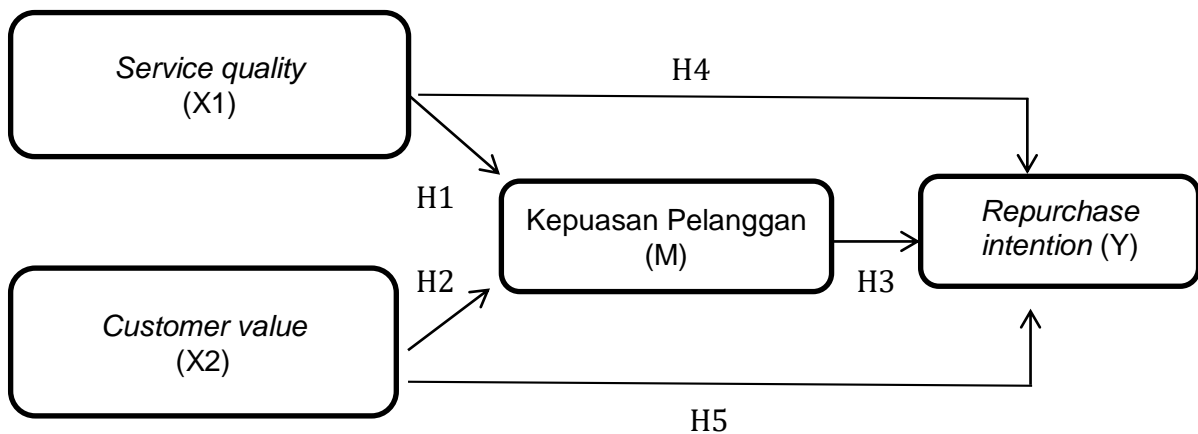 Service quality
(X1)
H4
H1
Kepuasan Pelanggan
(M)
Repurchase
intention (Y)
H2
H3
Customer value
(X2)
H5